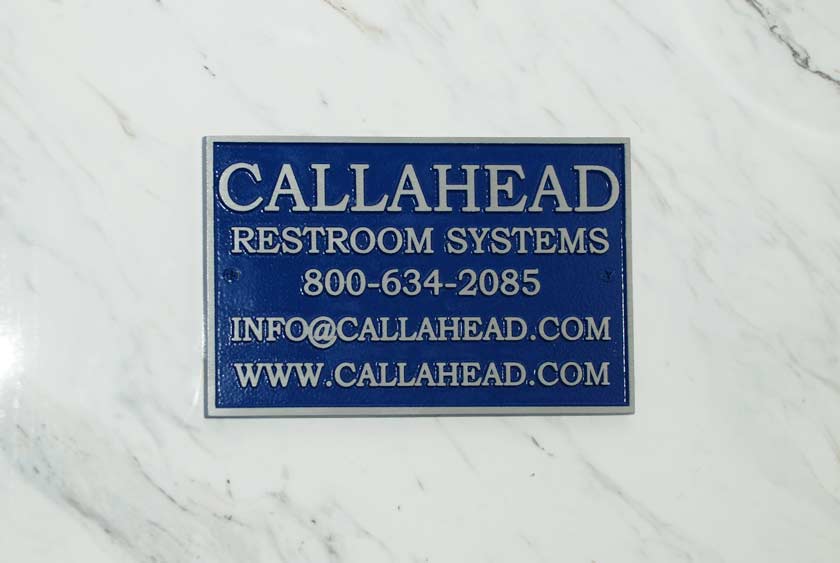 CALLAHEAD
RESTROOM SYSTEMS
800-634-2085
INFO@CALLAHEAD.COM
WWW.CALLAHEAD.COM